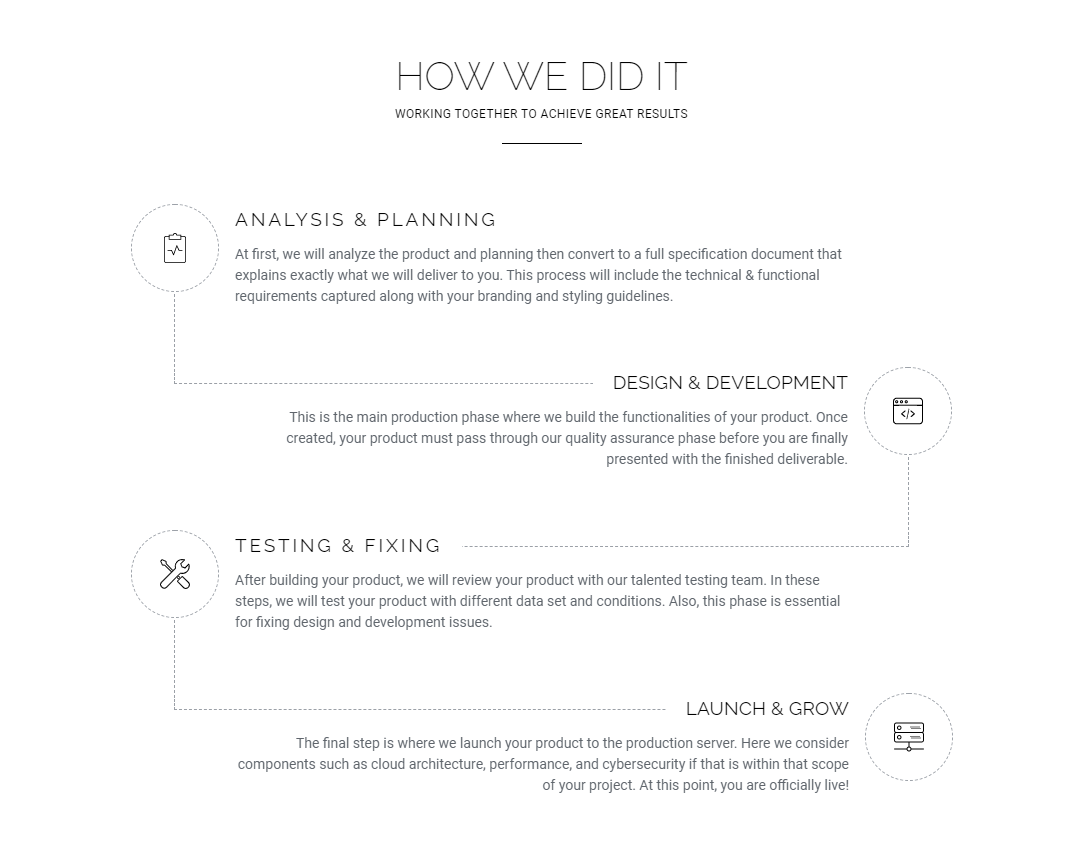 HOW WE DID IT
WORKING TOGETHER TO ACHIEVE GREAT RESULTS
ANALYSIS & PLANNING
At first, we will analyze the product and planning then convert to a full specification document that
explains exactly what we will deliver to you. This process will include the technical & functional
requirements captured along with your branding and styling guidelines.
DESIGN & DEVELOPMENT
This is the main production phase where we build the functionalities of your product. Once
created, your product must pass through our quality assurance phase before you are finally
presented with the finished deliverable.
TESTING & FIXING
After building your product, we will review your product with our talented testing team. In these
steps, we will test your product with different data set and conditions. Also, this phase is essential
for fixing design and development issues.
LAUNCH & GROW
The final step is where we launch your product to the production server. Here we consider
components such as cloud architecture, performance, and cybersecurity if that is within that scope
of your project. At this point, you are officially live!